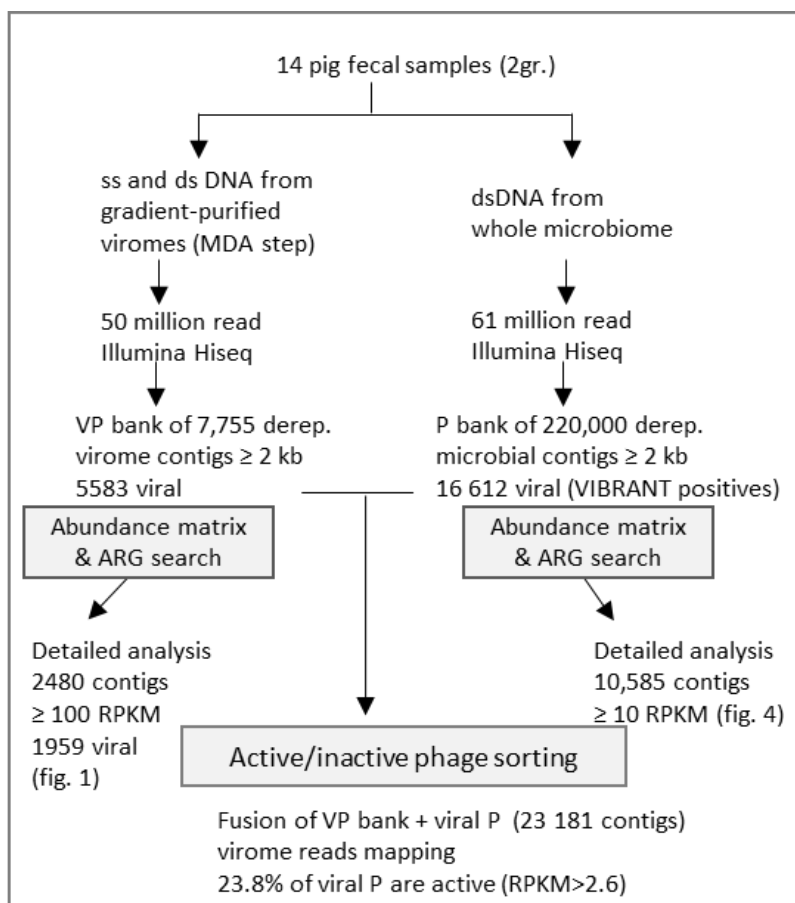 14 pig fecal samples (2gr.)
ss and ds DNA from
gradient-purified
viromes (MDA step)
dsDNA from
whole microbiome
50 million read
Illumina Hiseq
61 million read
Illumina Hiseq
VP bank of 7,755 derep.
virome contigs ≥ 2 kb
5583 viral
P bank of 220,000 derep.
microbial contigs ≥ 2 kb
16 612 viral (VIBRANT positives)
Abundance matrix
& ARG search
Abundance matrix
& ARG search
Detailed analysis
2480 contigs
≥ 100 RPKM
1959 viral
(fig. 1)
Detailed analysis
10,585 contigs
≥ 10 RPKM (fig. 4)
Active/inactive phage sorting
Fusion of VP bank + viral P (23 181 contigs)
virome reads mapping
23.8% of viral P are active (RPKM>2.6)